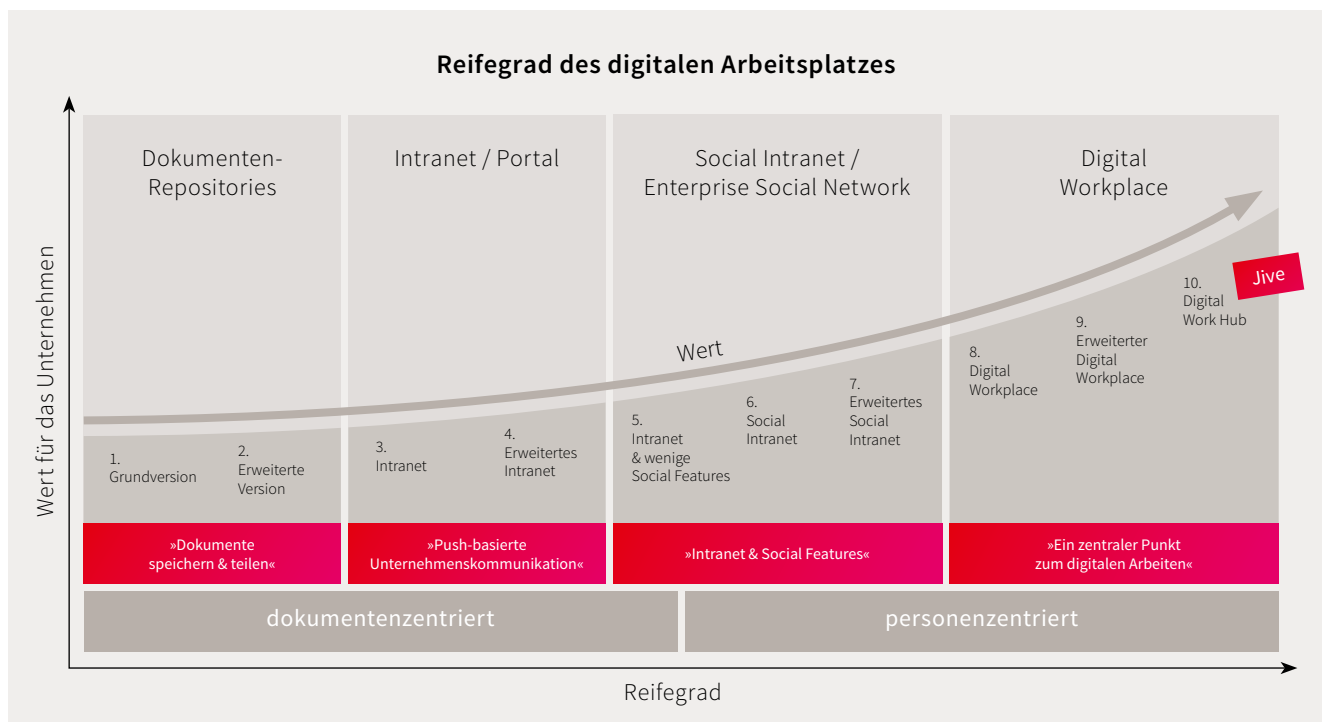 Reifegrad des digitalen Arbeitsplatzes
Wert für das Unternehmen
Dokumenten-
Repositories
Intranet / Portal
Social Intranet /
Enterprise Social Network
Digital
Workplace
Wert
1.
Grundversion
2.
Erweiterte
Version
3.
Intranet
4.
Erweitertes
Intranet
5.
Intranet
& wenige
Social Features
6.
Social
Intranet
7.
Erweitertes
Social
Intranet
8.
Digital
Workplace
9.
Erweiterter
Digital
Workplace
10.
Digital
Work Hub
Jive
»Dokumente
speichern & teilen«
»Push-basierte
Unternehmenskommunikation«
»Intranet & Social Features«
»Ein zentraler Punkt
zum digitalen Arbeiten«
dokumentenzentriert
personenzentriert
Reifegrad